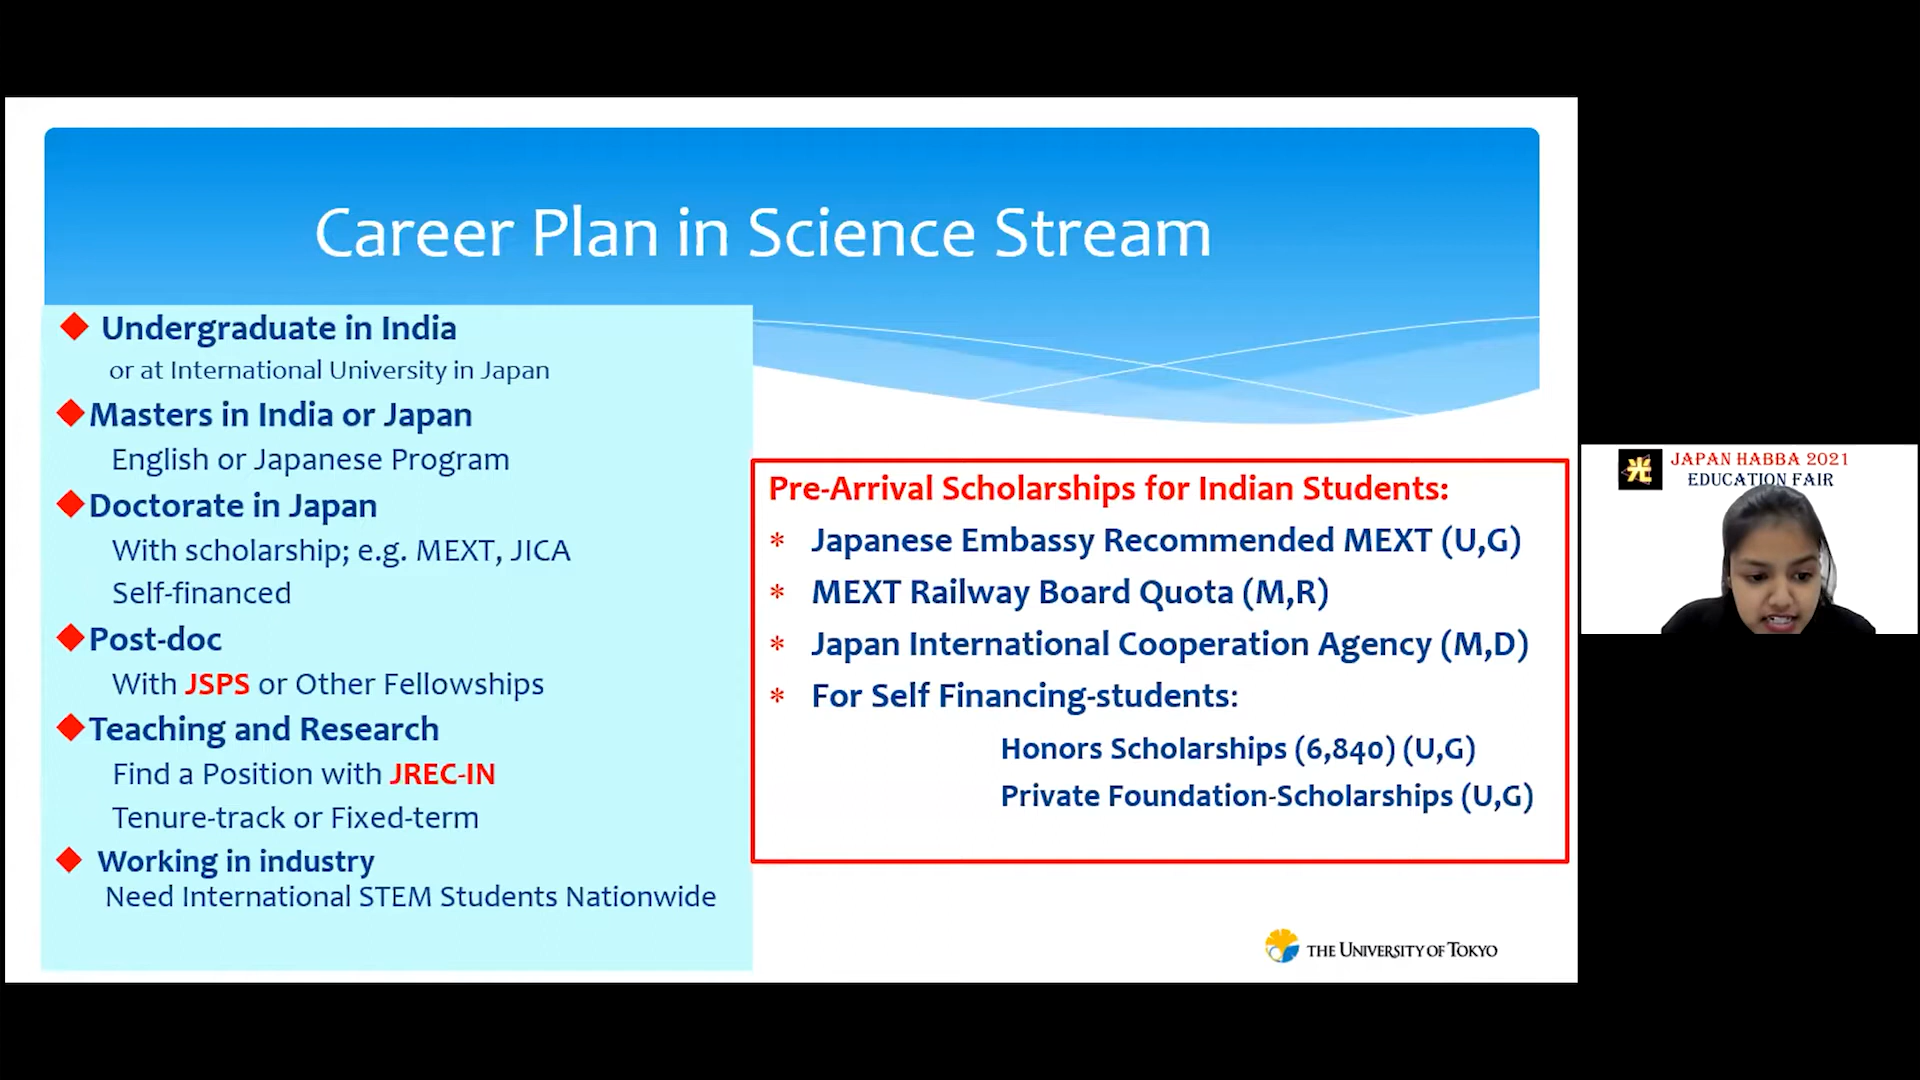 Career Plan in Science Stream
◆ Undergraduate in India
or at International University in Japan
◆ Masters in India or Japan
English or Japanese Program
◆ Doctorate in Japan
With scholarship; e.g. MEXT, JICA
Self-financed
◆ Post-doc
With JSPS or Other Fellowships
◆ Teaching and Research
Find a Position with JREC-IN
Tenure-track or Fixed-term
◆ Working in industry
Need International STEM Students Nationwide
Pre-Arrival Scholarships for Indian Students:
* Japanese Embassy Recommended MEXT (U,G)
* MEXT Railway Board Quota (M,R)
* Japan International Cooperation Agency (M,D)
* For Self Financing-students:
Honors Scholarships (6,840) (U,G)
Private Foundation-Scholarships (U,G)
THE UNIVERSITY OF TOKYO
光
JAPAN HABBA 2021
EDUCATION FAIR